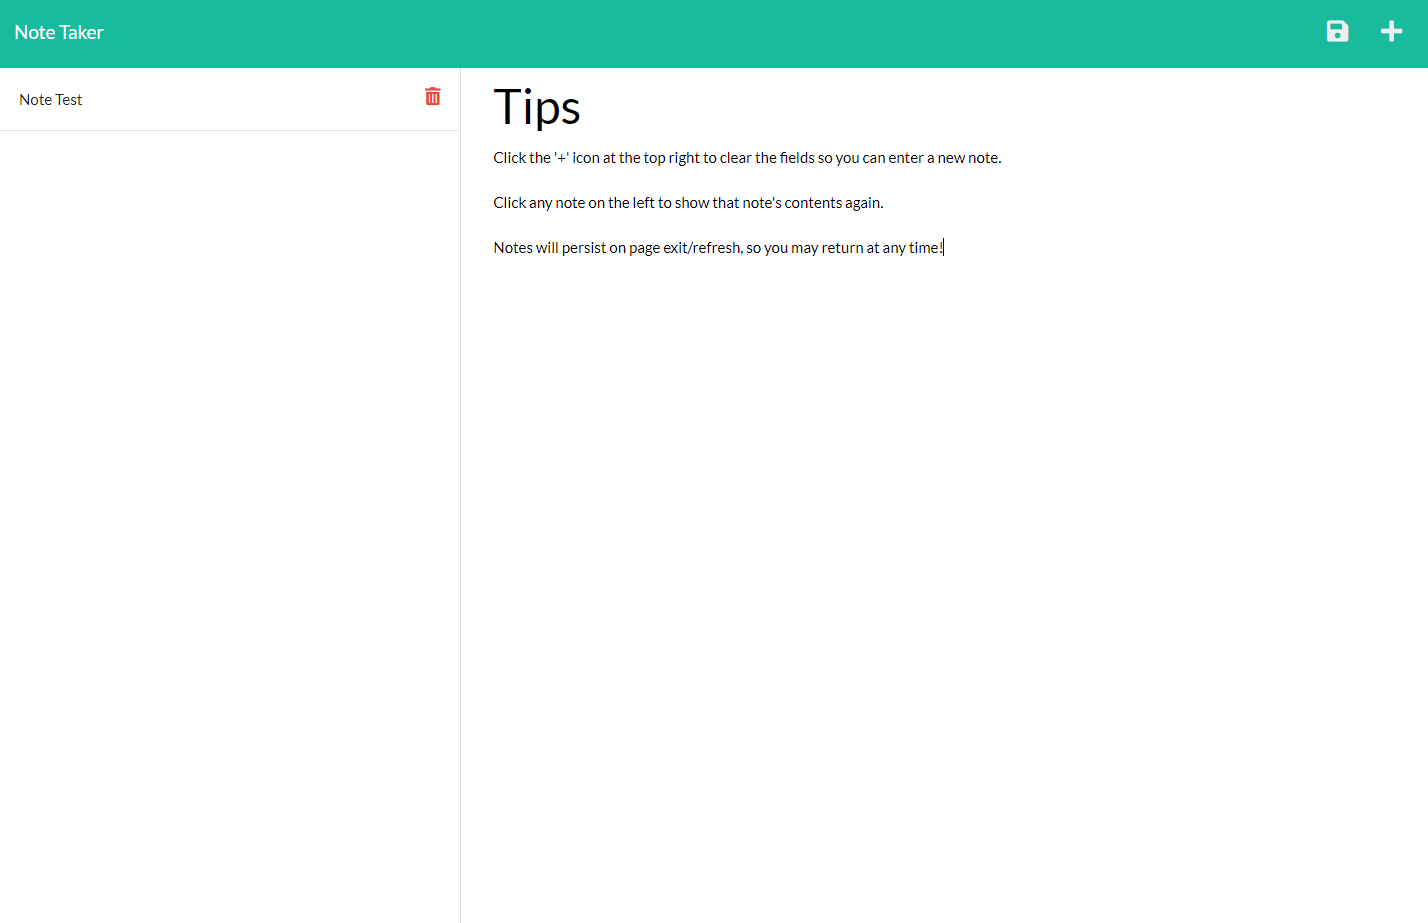 Note Taker
Note Test
Tips
Click the '+' icon at the top right to clear the fields so you can enter a new note.
Click any note on the left to show that note's contents again.
Notes will persist on page exit/refresh, so you may return at any time!